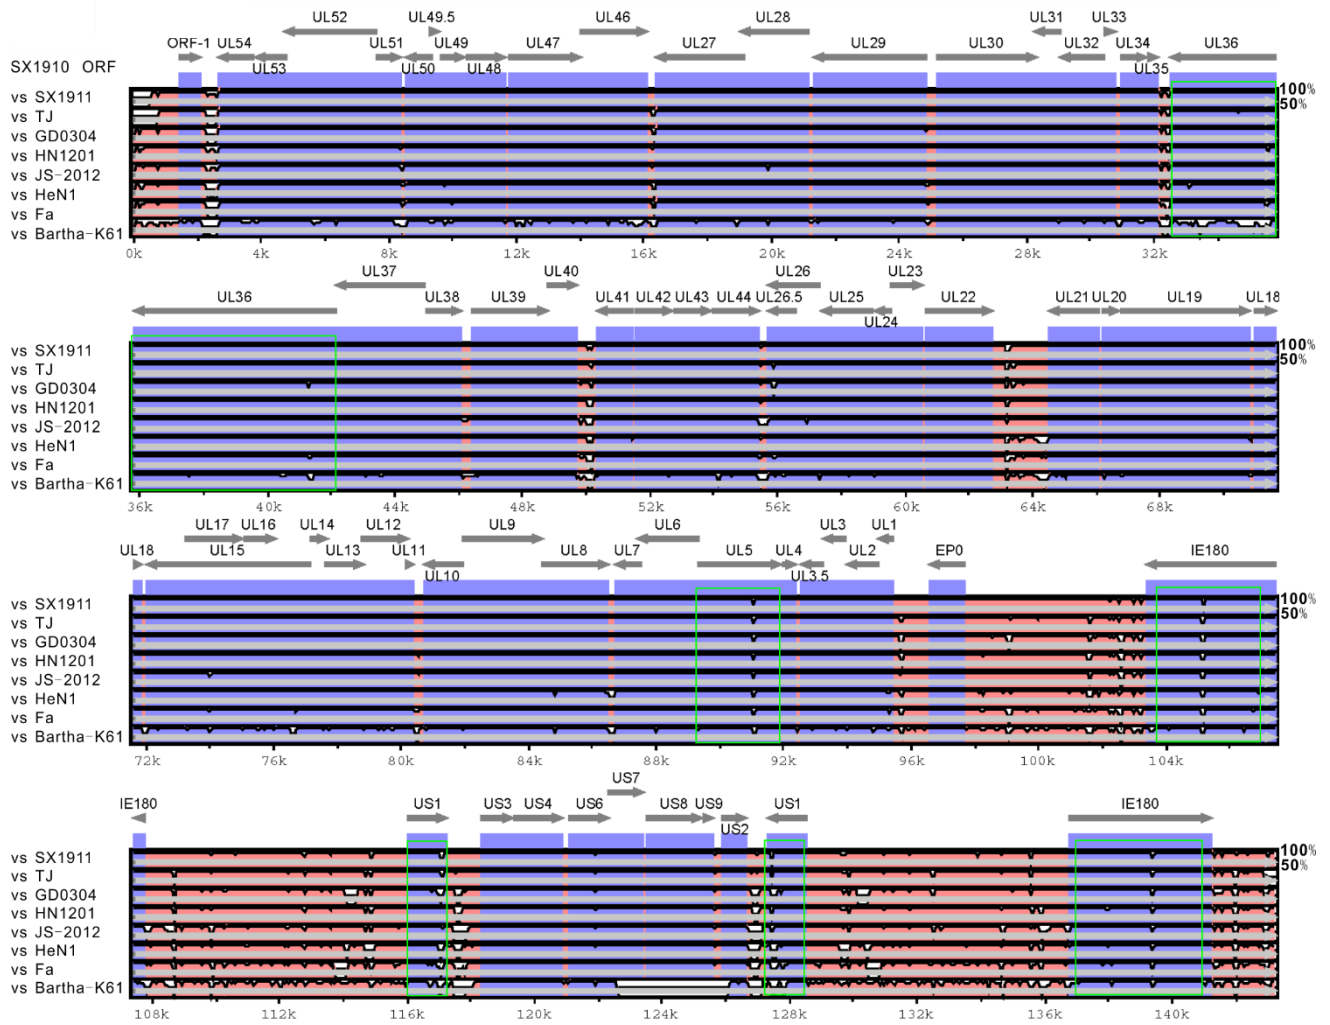 UL52 UL49.5 UL46 UL28 UL31 UL33
ORF-1 UL54 UL51 UL49 UL47 UL27 UL29 UL30 UL32 UL34 UL36
SX1910 ORF UL53 UL50 UL48 UL35
vs SX1911 100%
50%
vs TJ
vs GD0304
vs HN1201
vs JS-2012
vs HeN1
vs Fa
vs Bartha-K61
0k 4k 8k 12k 16k 20k 24k 28k 32k
UL37 UL40 UL26 UL23
UL36 UL38 UL39 UL41 UL42 UL43 UL44 UL26.5 UL25 UL22 UL21 UL20 UL19 UL18
UL24
vs SX1911 100%
50%
vs TJ
vs GD0304
vs HN1201
vs JS-2012
vs HeN1
vs Fa
vs Bartha-K61
36k 40k 44k 48k 52k 56k 60k 64k 68k
UL17 UL16 UL14 UL12 UL9 UL6 UL3 UL1
UL18 UL15 UL13 UL11 UL8 UL7 UL5 UL4 UL2 EP0 IE180
UL10 UL3.5
vs SX1911 100%
50%
vs TJ
vs GD0304
vs HN1201
vs JS-2012
vs HeN1
vs Fa
vs Bartha-K61
72k 76k 80k 84k 88k 92k 96k 100k 104k
US7
IE180 US1 US3 US4 US6 US8 US9 US1 IE180
US2
vs SX1911 100%
50%
vs TJ
vs GD0304
vs HN1201
vs JS-2012
vs HeN1
vs Fa
vs Bartha-K61
108k 112k 116k 120k 124k 128k 132k 136k 140k